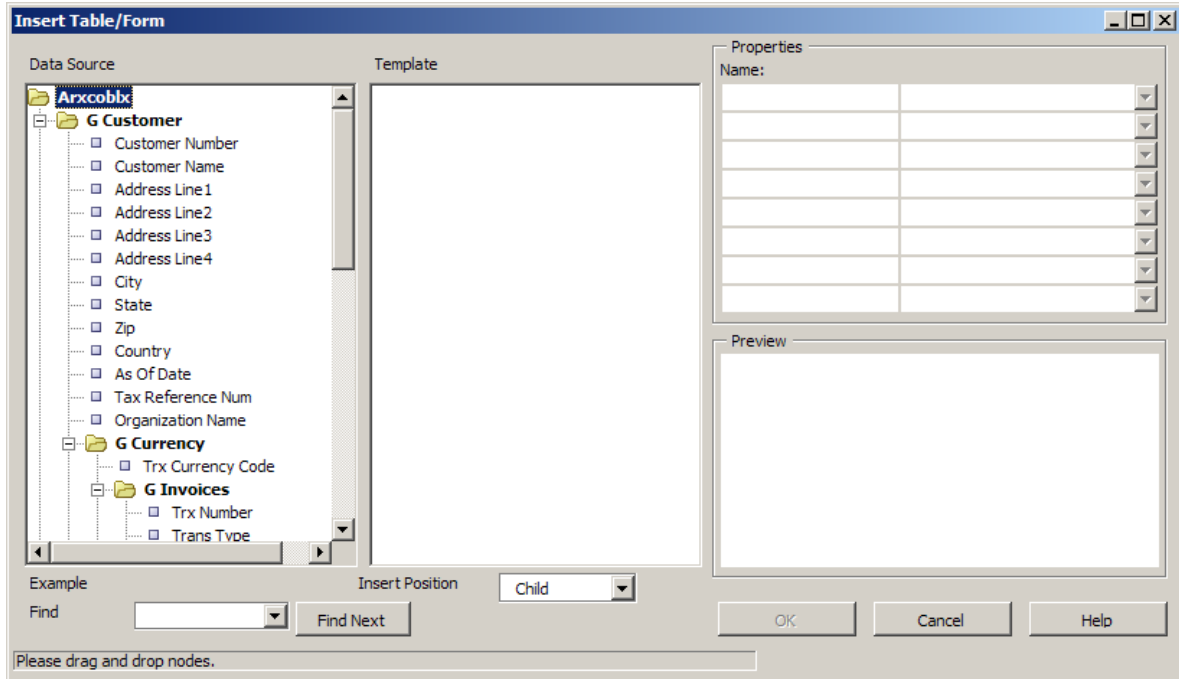 Insert Table/Form
Data Source
Template
Properties
Name:
Arxcoblx
G Customer
Customer Number
Customer Name
Address Line1
Address Line2
Address Line3
Address Line4
City
State
Zip
Country
As Of Date
Tax Reference Num
Organization Name
G Currency
Trx Currency Code
G Invoices
Trx Number
Trans Type
Preview
Example
Insert Position
Child
Find
Find Next
OK
Cancel
Help
Please drag and drop nodes.